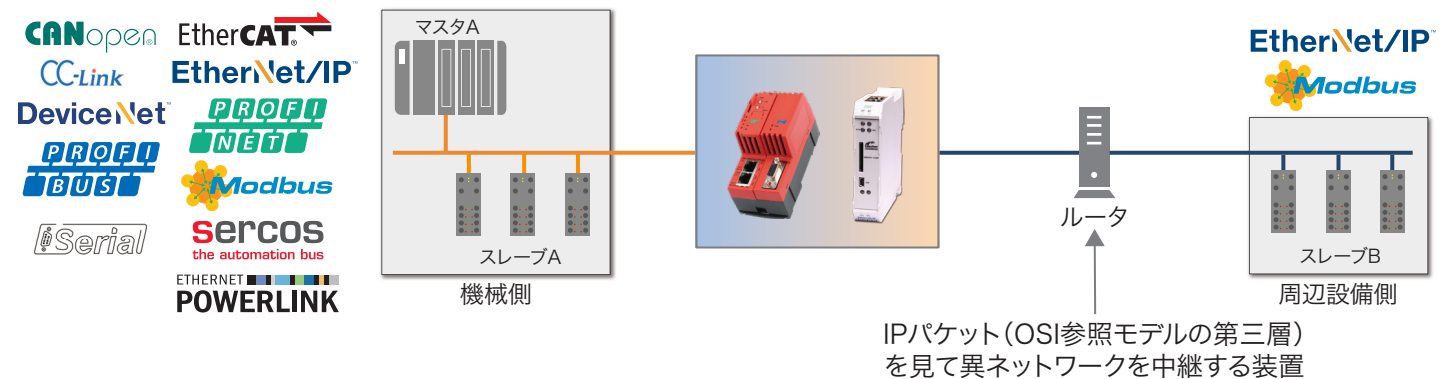 CANopen
EtherCAT
CC-Link
EtherNet/IP
DeviceNet
PROFI
NET
PROFI
BUS
Modbus
Serial
sercos
the automation bus
ETHERNET
POWERLINK
マスタA
スレーブA
機械側
ルータ
EtherNet/IP
Modbus
スレーブB
周辺設備側
IPパケット(OSI参照モデルの第三層)
を見て異ネットワークを中継する装置